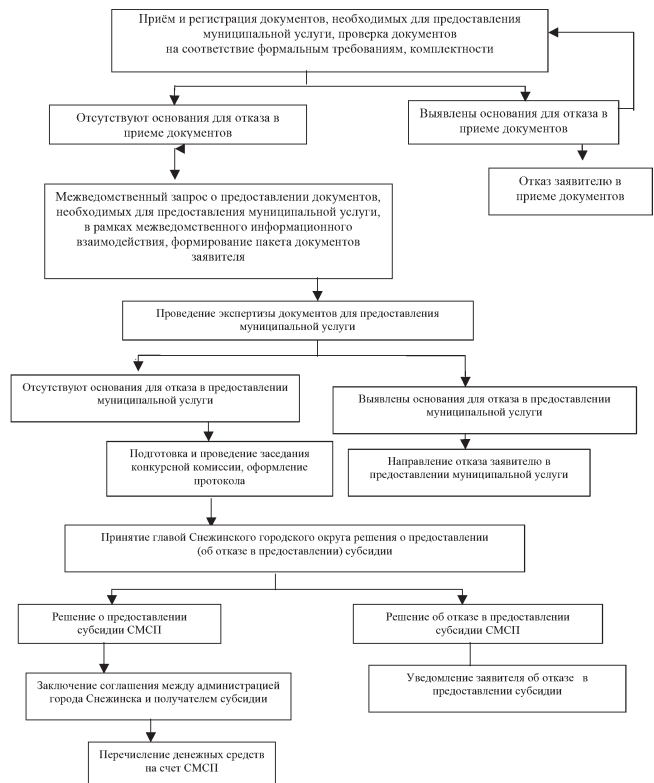 Приём и регистрация документов, необходимых для предоставления
муниципальной услуги, проверка документов
на соответствие формальным требованиям, комплектности
Отсутствуют основания для отказа в
приеме документов
Выявлены основания для отказа в
приеме документов
Отказ заявителю в
приеме документов
Межведомственный запрос о предоставлении документов,
необходимых для предоставления муниципальной услуги,
в рамках межведомственного информационного
взаимодействия, формирование пакета документов
заявителя
Проведение экспертизы документов для предоставления
муниципальной услуги
Отсутствуют основания для отказа в предоставлении
муниципальной услуги
Выявлены основания для отказа в предоставлении
муниципальной услуги
Подготовка и проведение заседания
конкурсной комиссии, оформление
протокола
Направление отказа заявителю в
предоставлении муниципальной услуги
Принятие главой Снежинского городского округа решения о предоставлении
(об отказе в предоставлении) субсидии
Решение о предоставлении
субсидии СМСП
Решение об отказе в предоставлении
субсидии СМСП
Заключение соглашения между администрацией
города Снежинска и получателем субсидии
Уведомление заявителя об отказе в
предоставлении субсидии
Перечисление денежных средств
на счет СМСП